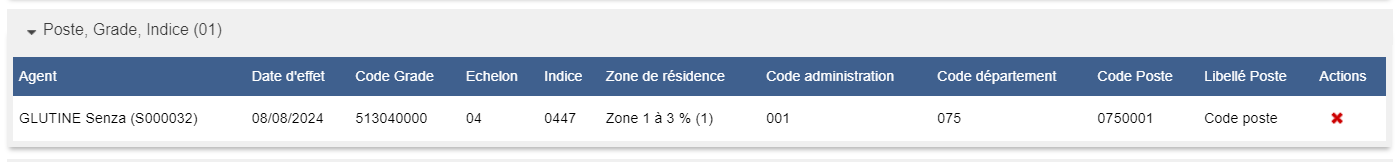 Poste, Grade, Indice (01)
Agent Date d'effet Code Grade Echelon Indice Zone de résidence Code administration Code département Code Poste Libellé Poste Actions
GLUTINE Senza (S000032) 08/08/2024 513040000 04 0447 Zone 1 à 3 % (1) 001 075 0750001 Code poste